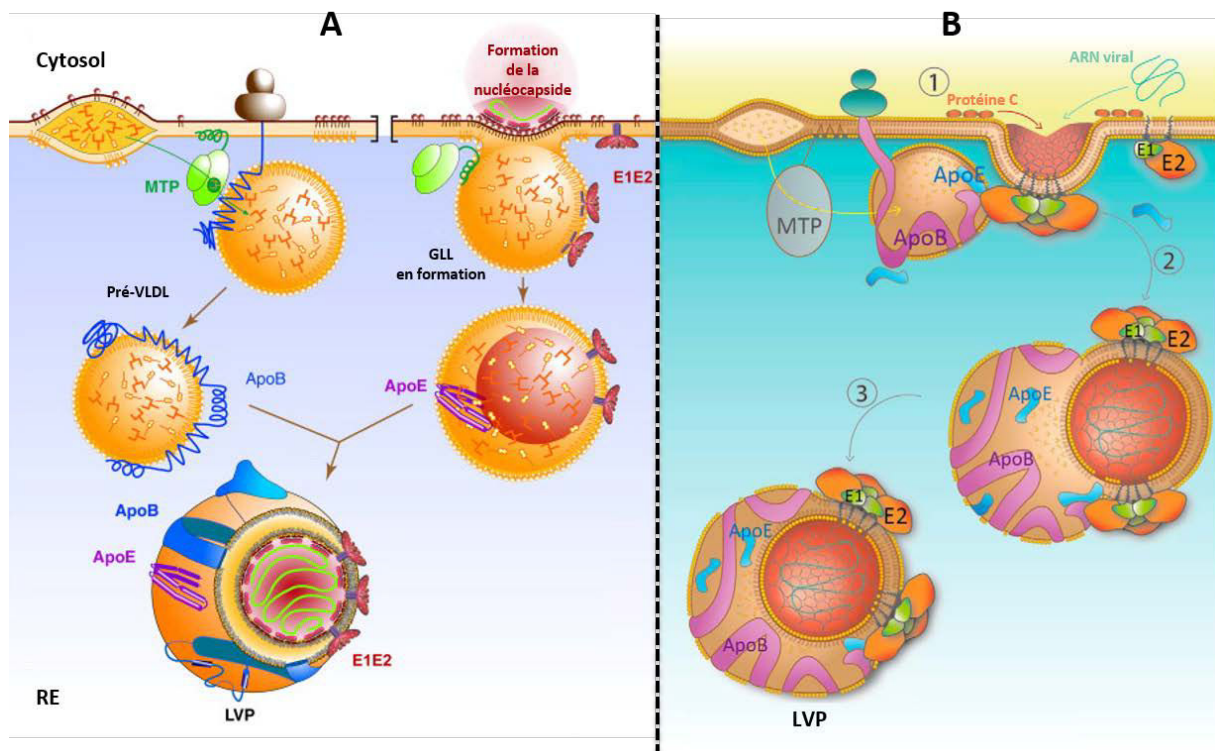 A
Cytosol
Formation
de la
nucléocapside
MTP
E1E2
GLL
en formation
Pré-VLDL
ApoB
ApoE
ApoB
ApoE
E1E2
RE
LVP
B
1
ARN viral
Protéine C
E1
E2
ApoE
MTP
ApoB
2
E1
E2
ApoE
ApoB
3
E1
E2
ApoE
ApoB
LVP